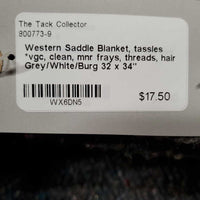 The Tack Collector
800773-9
Western Saddle Blanket, tassles
*vgc, clean, mnr frays, threads, hair
Grey/White/Burg 32 x 34"
WX6DN5
$17.50